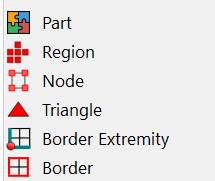 Part
Region
Node
Triangle
Border Extremity
Border